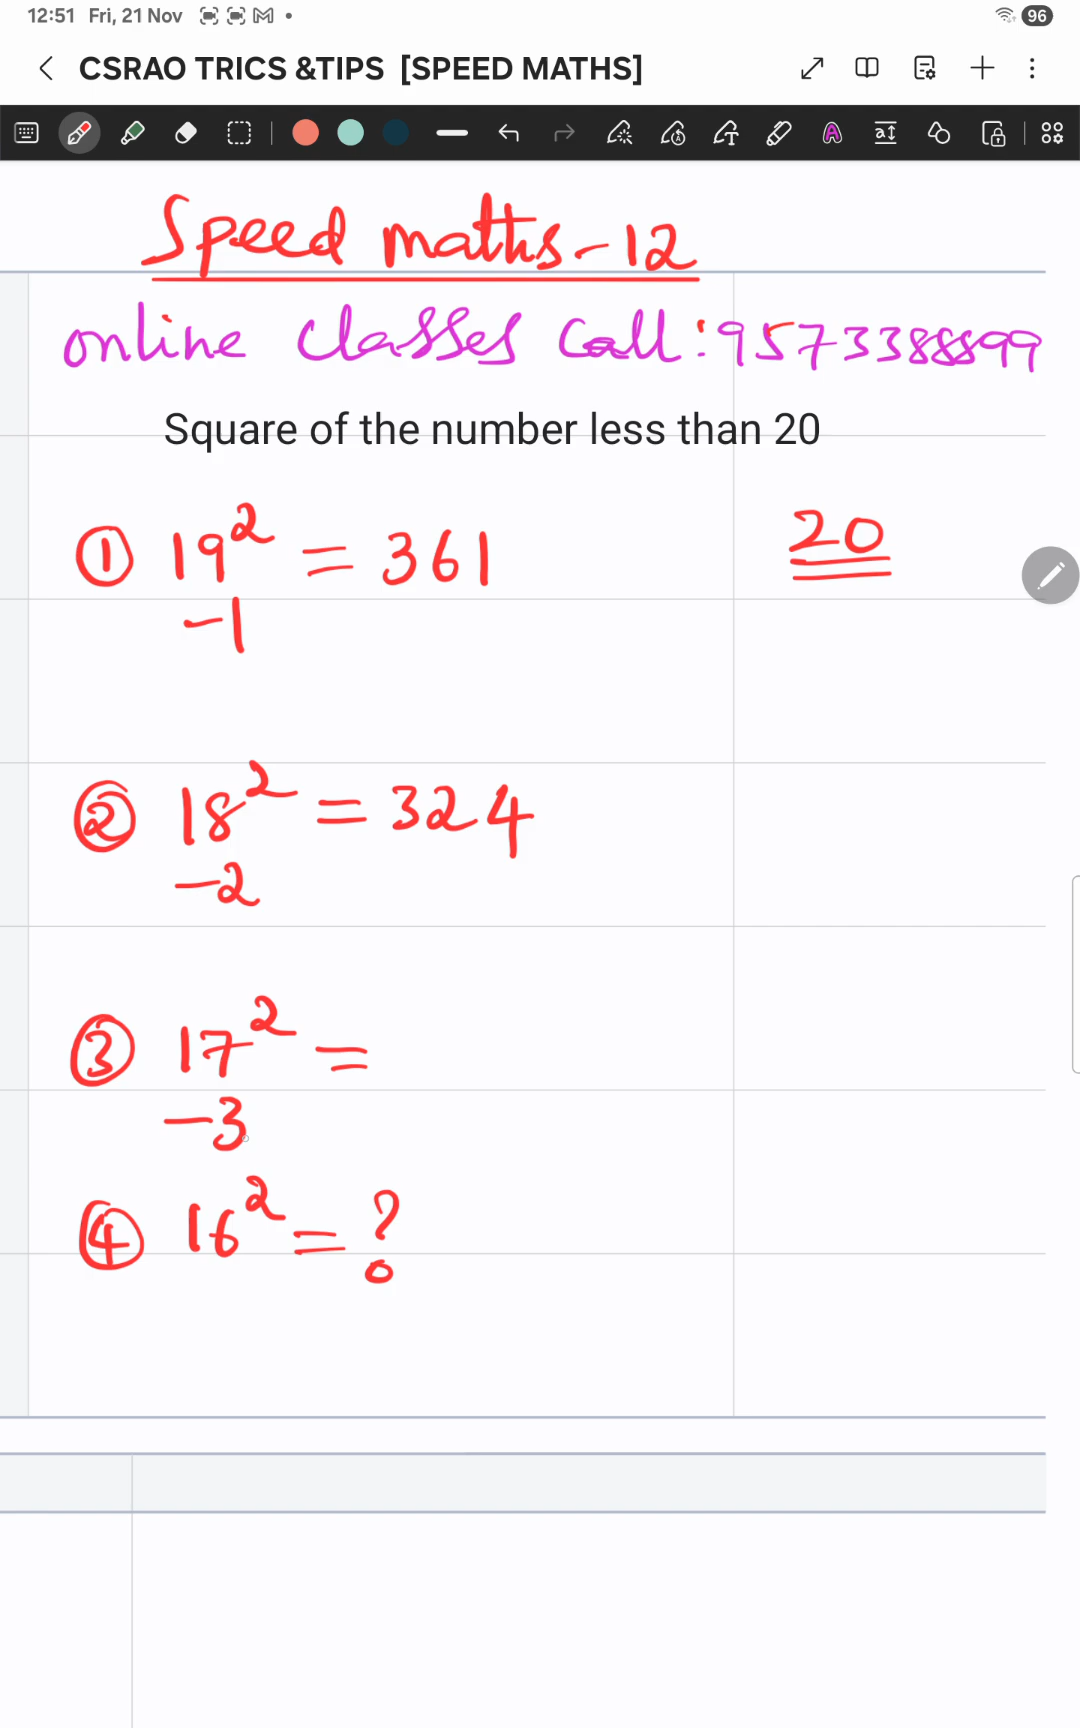 12:51 Fri, 21 Nov
96
CSRAO TRICS &TIPS [SPEED MATHS]
Speed maths-12
online classes Call:9573388899
Square of the number less than 20
① 19² = 361
20
-1
② 18² = 324
-2
③ 17² =
-3
④ 16² = ?